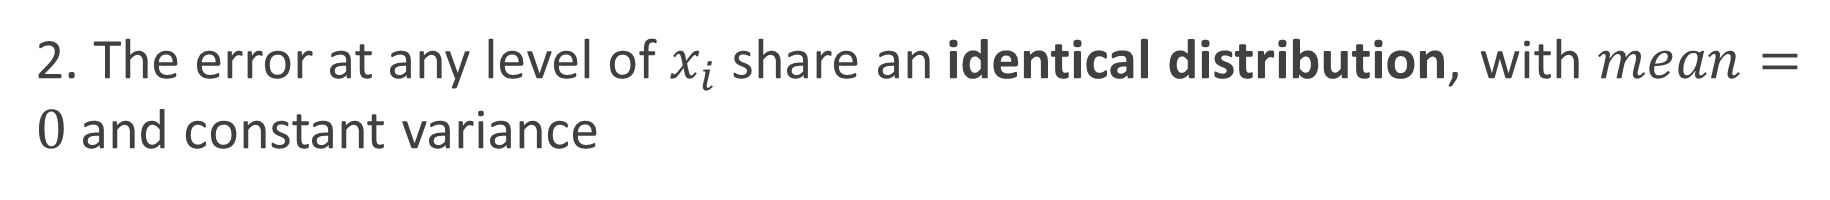 2. The error at any level of xᵢ share an identical distribution, with mean =
0 and constant variance